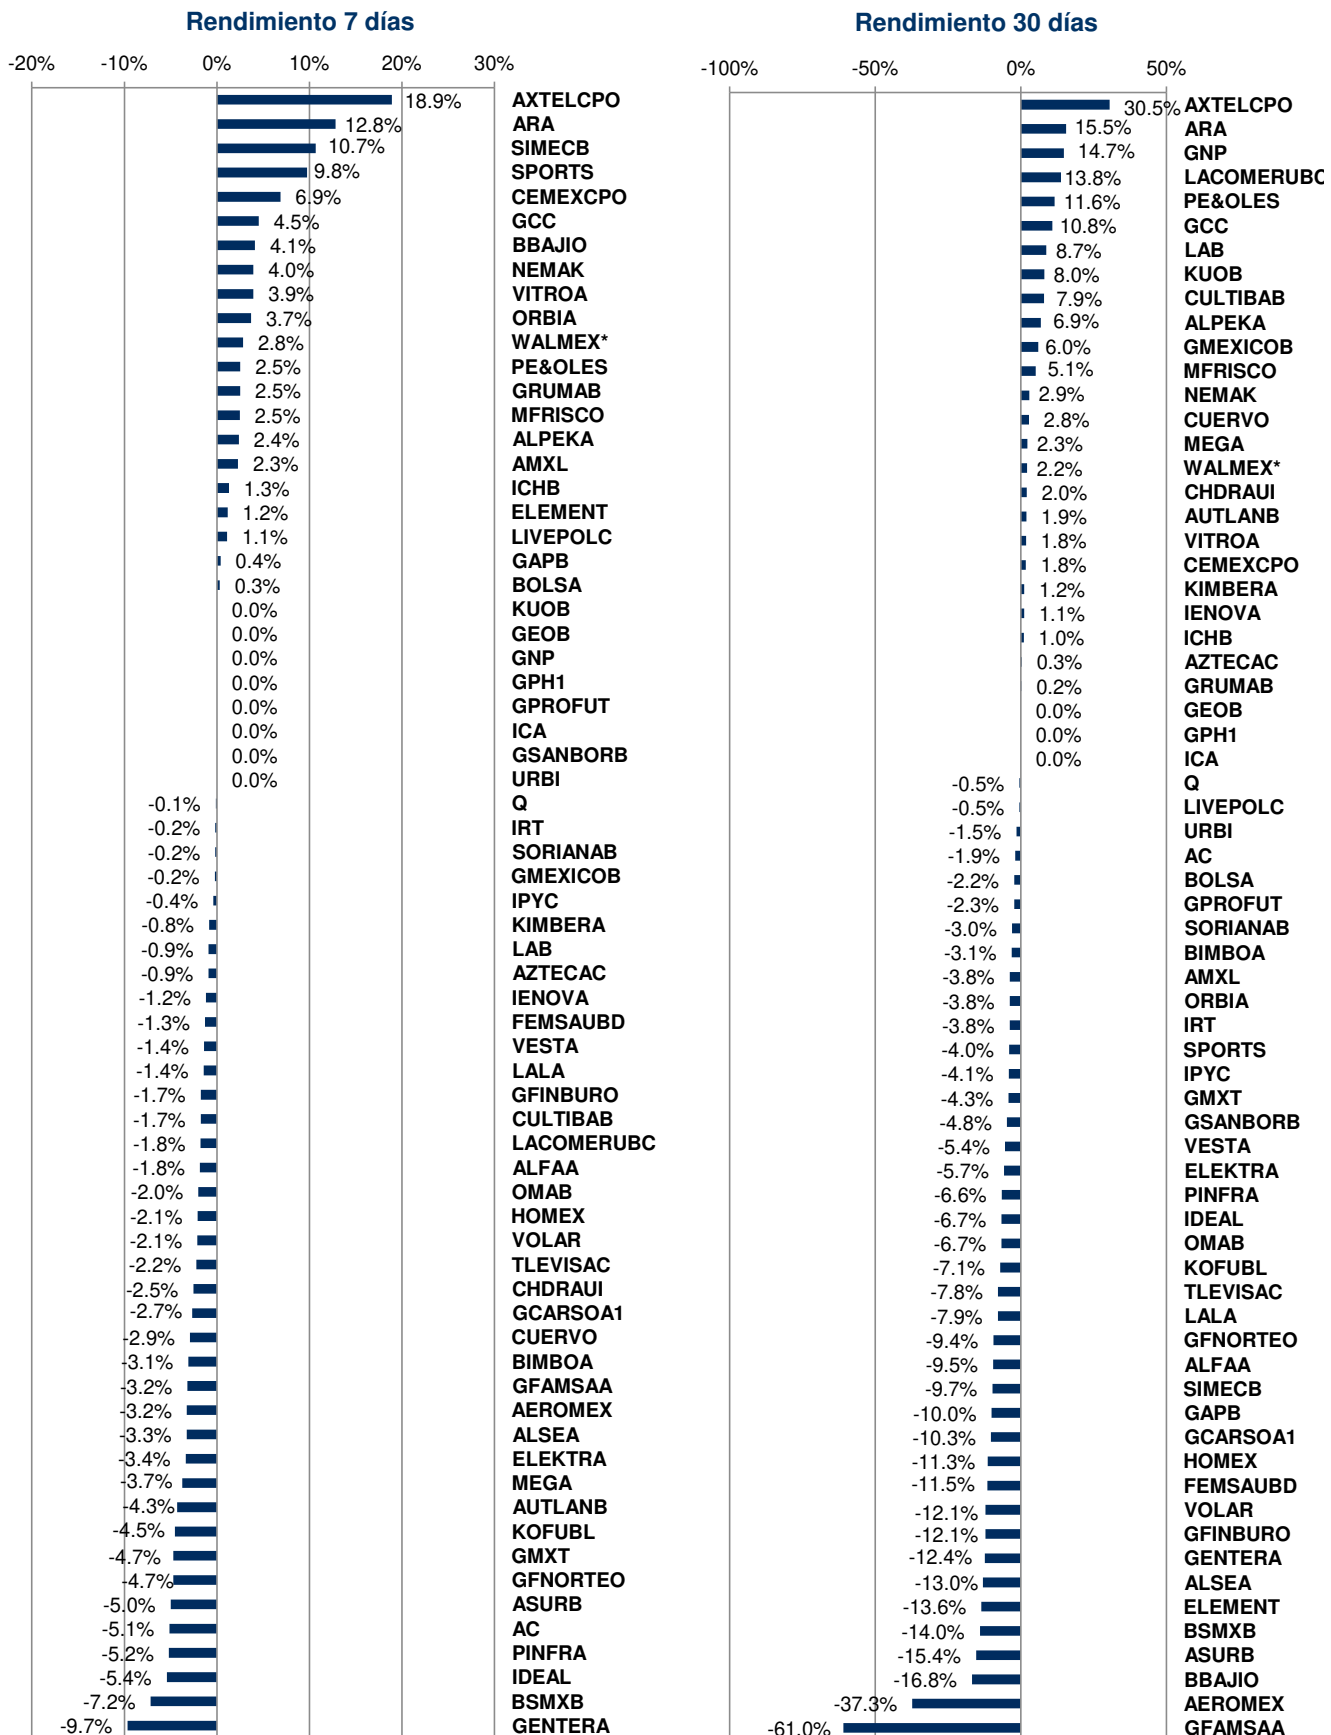 Rendimiento 7 días
-20% -10% 0% 10% 20% 30%
18.9% AXTELCPO
12.8% ARA
10.7% SIMECB
9.8% SPORTS
6.9% CEMEXCPO
4.5% GCC
4.1% BBAJIO
4.0% NEMAK
3.9% VITROA
3.7% ORBIA
2.8% WALMEX*
2.5% PE&OLES
2.5% GRUMAB
2.5% MFRISCO
2.4% ALPEKA
2.3% AMXL
1.3% ICHB
1.2% ELEMENT
1.1% LIVEPOLC
0.4% GAPB
0.3% BOLSA
0.0% KUOB
0.0% GEOB
0.0% GNP
0.0% GPH1
0.0% GPROFUT
0.0% ICA
0.0% GSANBORB
0.0% URBI
-0.1% Q
-0.2% IRT
-0.2% SORIANAB
-0.2% GMEXICOB
-0.4% IPYC
-0.8% KIMBERA
-0.9% LAB
-0.9% AZTECAC
-1.2% IENOVA
-1.3% FEMSAUBD
-1.4% VESTA
-1.4% LALA
-1.7% GFINBURO
-1.7% CULTIBAB
-1.8% LACOMERUBC
-1.8% ALFAA
-2.0% OMAB
-2.1% HOMEX
-2.1% VOLAR
-2.2% TLEVISAC
-2.5% CHDRAUI
-2.7% GCARSOA1
-2.9% CUERVO
-3.1% BIMBOA
-3.2% GFAMSAA
-3.2% AEROMEX
-3.3% ALSEA
-3.4% ELEKTRA
-3.7% MEGA
-4.3% AUTLANB
-4.5% KOFUBL
-4.7% GMXT
-4.7% GFNORTEO
-5.0% ASURB
-5.1% AC
-5.2% PINFRA
-5.4% IDEAL
-7.2% BSMXB
-9.7% GENTERA
Rendimiento 30 días
-100% -50% 0% 50%
30.5% AXTELCPO
15.5% ARA
14.7% GNP
13.8% LACOMERUBC
11.6% PE&OLES
10.8% GCC
8.7% LAB
8.0% KUOB
7.9% CULTIBAB
6.9% ALPEKA
6.0% GMEXICOB
5.1% MFRISCO
2.9% NEMAK
2.8% CUERVO
2.3% MEGA
2.2% WALMEX*
2.0% CHDRAUI
1.9% AUTLANB
1.8% VITROA
1.8% CEMEXCPO
1.2% KIMBERA
1.1% IENOVA
1.0% ICHB
0.3% AZTECAC
0.2% GRUMAB
0.0% GEOB
0.0% GPH1
0.0% ICA
-0.5% Q
-0.5% LIVEPOLC
-1.5% URBI
-1.9% AC
-2.2% BOLSA
-2.3% GPROFUT
-3.0% SORIANAB
-3.1% BIMBOA
-3.8% AMXL
-3.8% ORBIA
-3.8% IRT
-4.0% SPORTS
-4.1% IPYC
-4.3% GMXT
-4.8% GSANBORB
-5.4% VESTA
-5.7% ELEKTRA
-6.6% PINFRA
-6.7% IDEAL
-6.7% OMAB
-7.1% KOFUBL
-7.8% TLEVISAC
-7.9% LALA
-9.4% GFNORTEO
-9.5% ALFAA
-9.7% SIMECB
-10.0% GAPB
-10.3% GCARSOA1
-11.3% HOMEX
-11.5% FEMSAUBD
-12.1% VOLAR
-12.1% GFINBURO
-12.4% GENTERA
-13.0% ALSEA
-13.6% ELEMENT
-14.0% BSMXB
-15.4% ASURB
-16.8% BBAJIO
-37.3% AEROMEX
-61.0% GFAMSAA